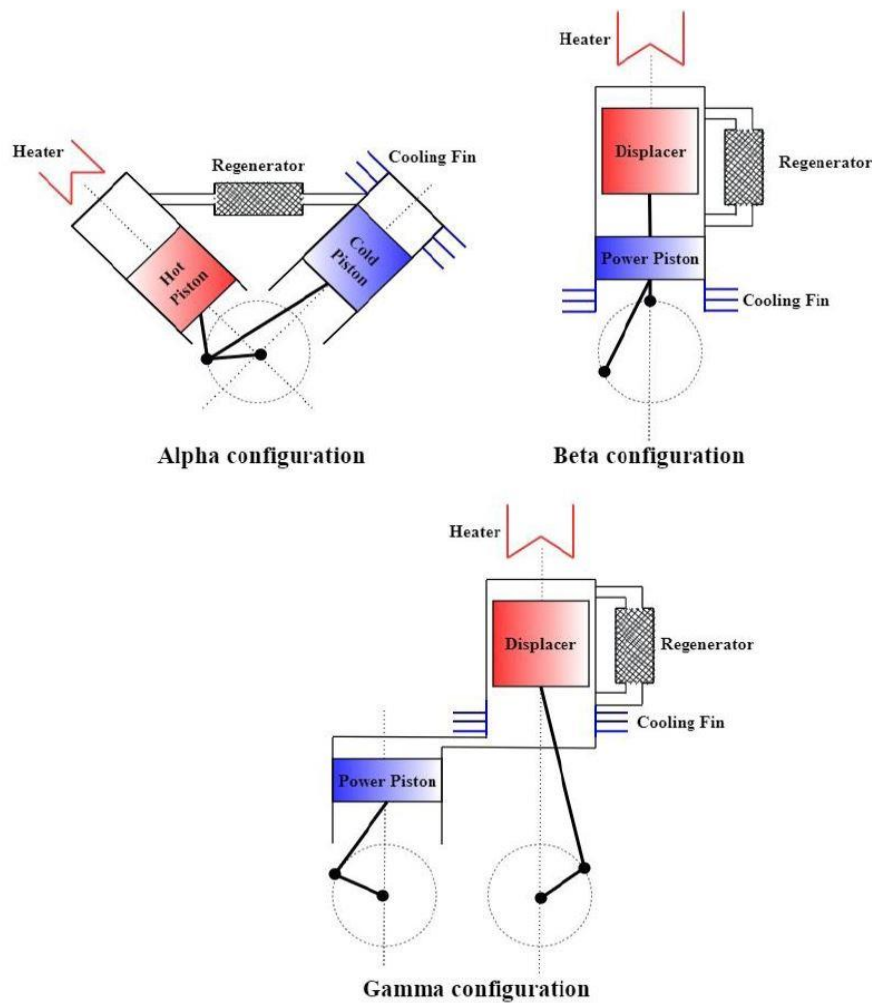 Heater
Regenerator
Cooling Fin
Hot
Piston
Cold
Piston
Alpha configuration
Heater
Displacer
Regenerator
Power Piston
Cooling Fin
Beta configuration
Heater
Displacer
Regenerator
Cooling Fin
Power Piston
Gamma configuration